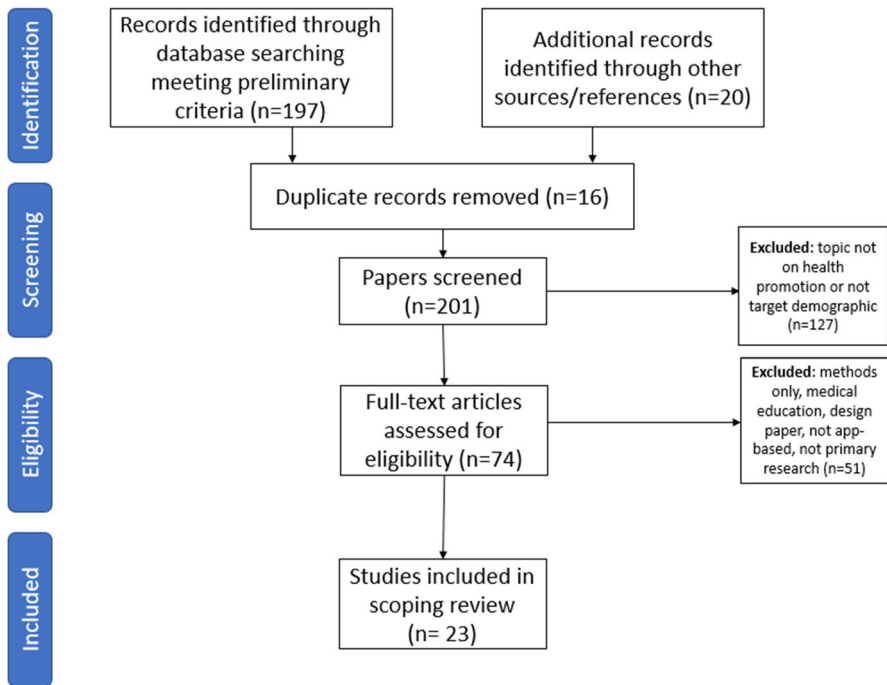 Identification
Records identified through
database searching
meeting preliminary
criteria (n=197)
Additional records
identified through other
sources/references (n=20)
Duplicate records removed (n=16)
Screening
Papers screened
(n=201)
Excluded: topic not
on health
promotion or not
target demographic
(n=127)
Eligibility
Full-text articles
assessed for
eligibility (n=74)
Excluded: methods
only, medical
education, design
paper, not app-
based, not primary
research (n=51)
Included
Studies included in
scoping review
(n= 23)